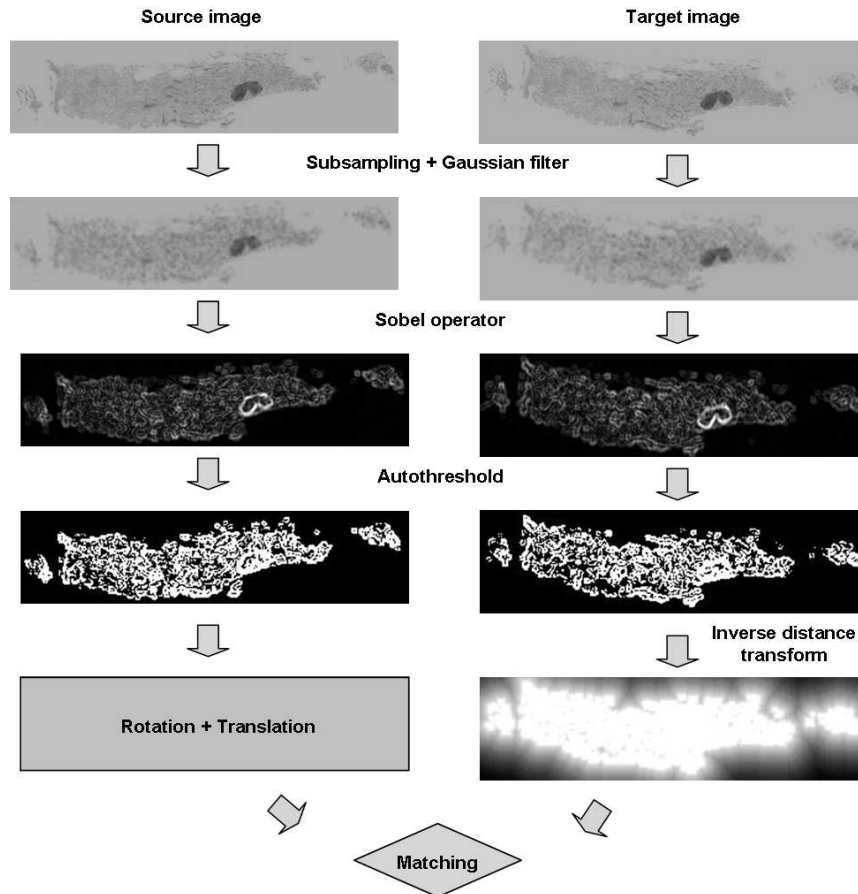 Source image
Target image
Subsampling + Gaussian filter
Sobel operator
Autothreshold
Inverse distance
transform
Rotation + Translation
Matching